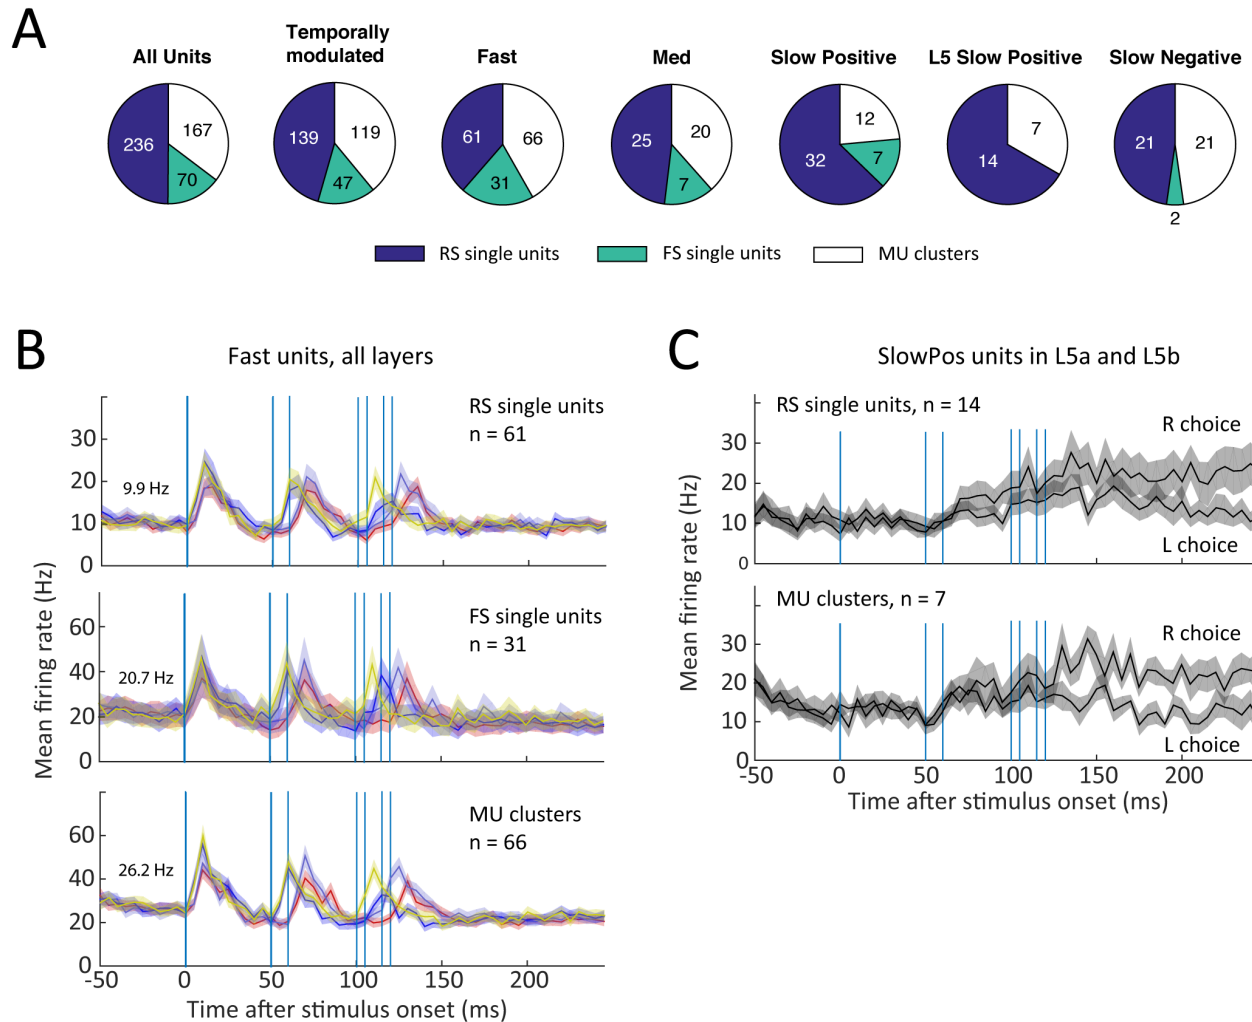 A
All Units
Temporally
modulated
Fast
Med
Slow Positive
L5 Slow Positive
Slow Negative
236
167
70
139
119
47
61
66
31
25
20
7
32
12
7
14
7
21
21
2
RS single units
FS single units
MU clusters
B
Fast units, all layers
Mean firing rate (Hz)
RS single units
n = 61
9.9 Hz
30
20
10
0
FS single units
n = 31
20.7 Hz
60
40
20
0
MU clusters
n = 66
26.2 Hz
60
40
20
0
-50
0
50
100
150
200
Time after stimulus onset (ms)
C
SlowPos units in L5a and L5b
Mean firing rate (Hz)
RS single units, n = 14
R choice
L choice
30
20
10
0
MU clusters, n = 7
R choice
L choice
30
20
10
0
-50
0
50
100
150
200
Time after stimulus onset (ms)